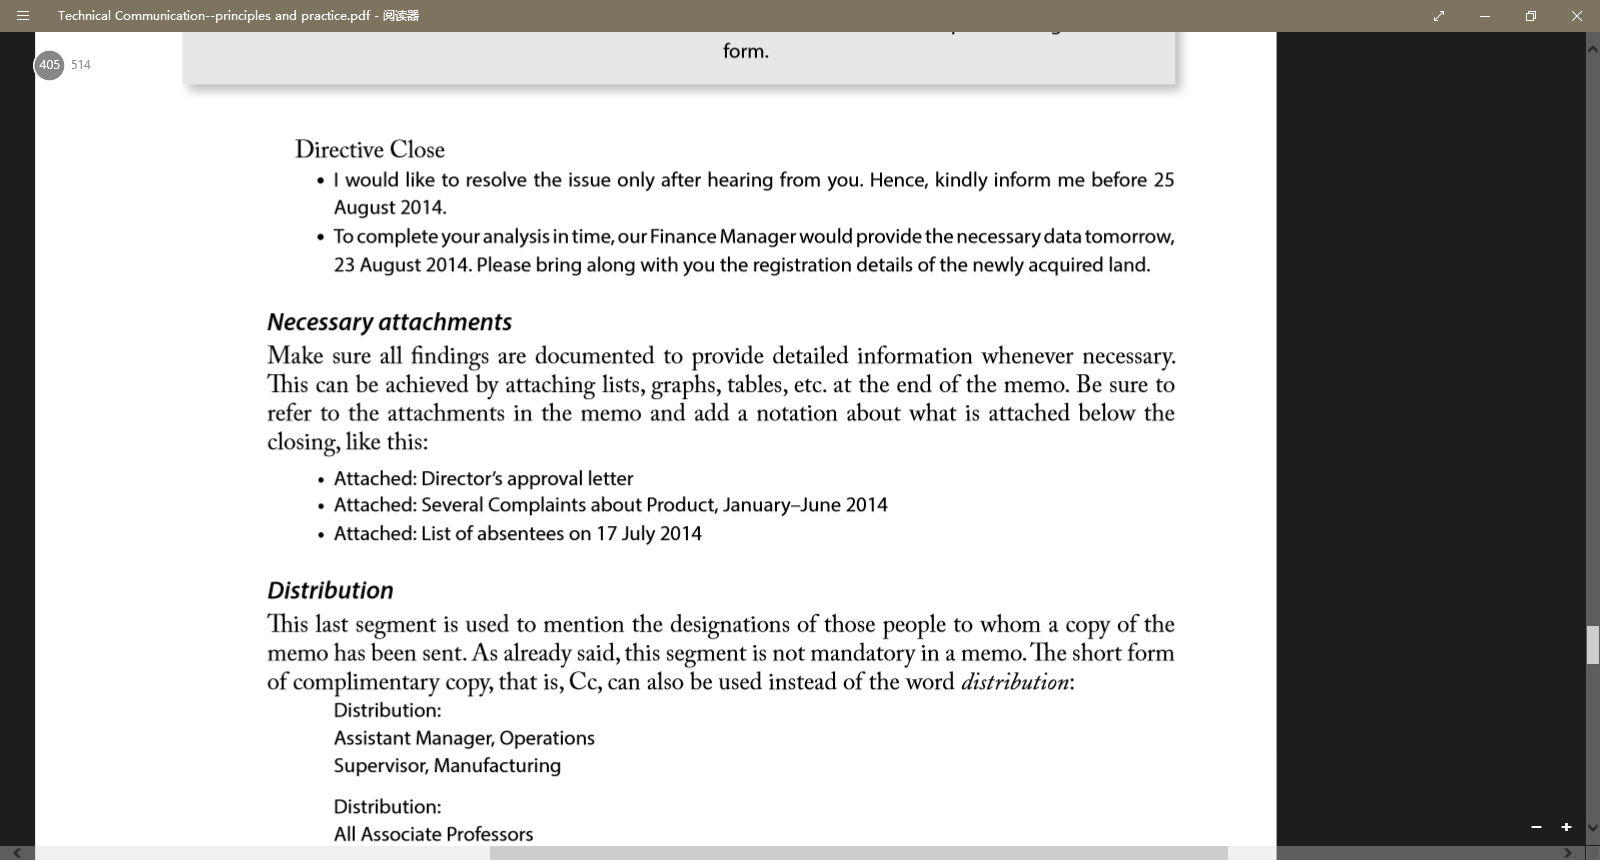 Technical Communication--principles and practice.pdf - 阅读器
405 514
form.
Directive Close
• I would like to resolve the issue only after hearing from you. Hence, kindly inform me before 25
August 2014.
• To complete your analysis in time, our Finance Manager would provide the necessary data tomorrow,
23 August 2014. Please bring along with you the registration details of the newly acquired land.
Necessary attachments
Make sure all findings are documented to provide detailed information whenever necessary.
This can be achieved by attaching lists, graphs, tables, etc. at the end of the memo. Be sure to
refer to the attachments in the memo and add a notation about what is attached below the
closing, like this:
• Attached: Director’s approval letter
• Attached: Several Complaints about Product, January–June 2014
• Attached: List of absentees on 17 July 2014
Distribution
This last segment is used to mention the designations of those people to whom a copy of the
memo has been sent. As already said, this segment is not mandatory in a memo. The short form
of complimentary copy, that is, Cc, can also be used instead of the word distribution:
Distribution:
Assistant Manager, Operations
Supervisor, Manufacturing
Distribution:
All Associate Professors